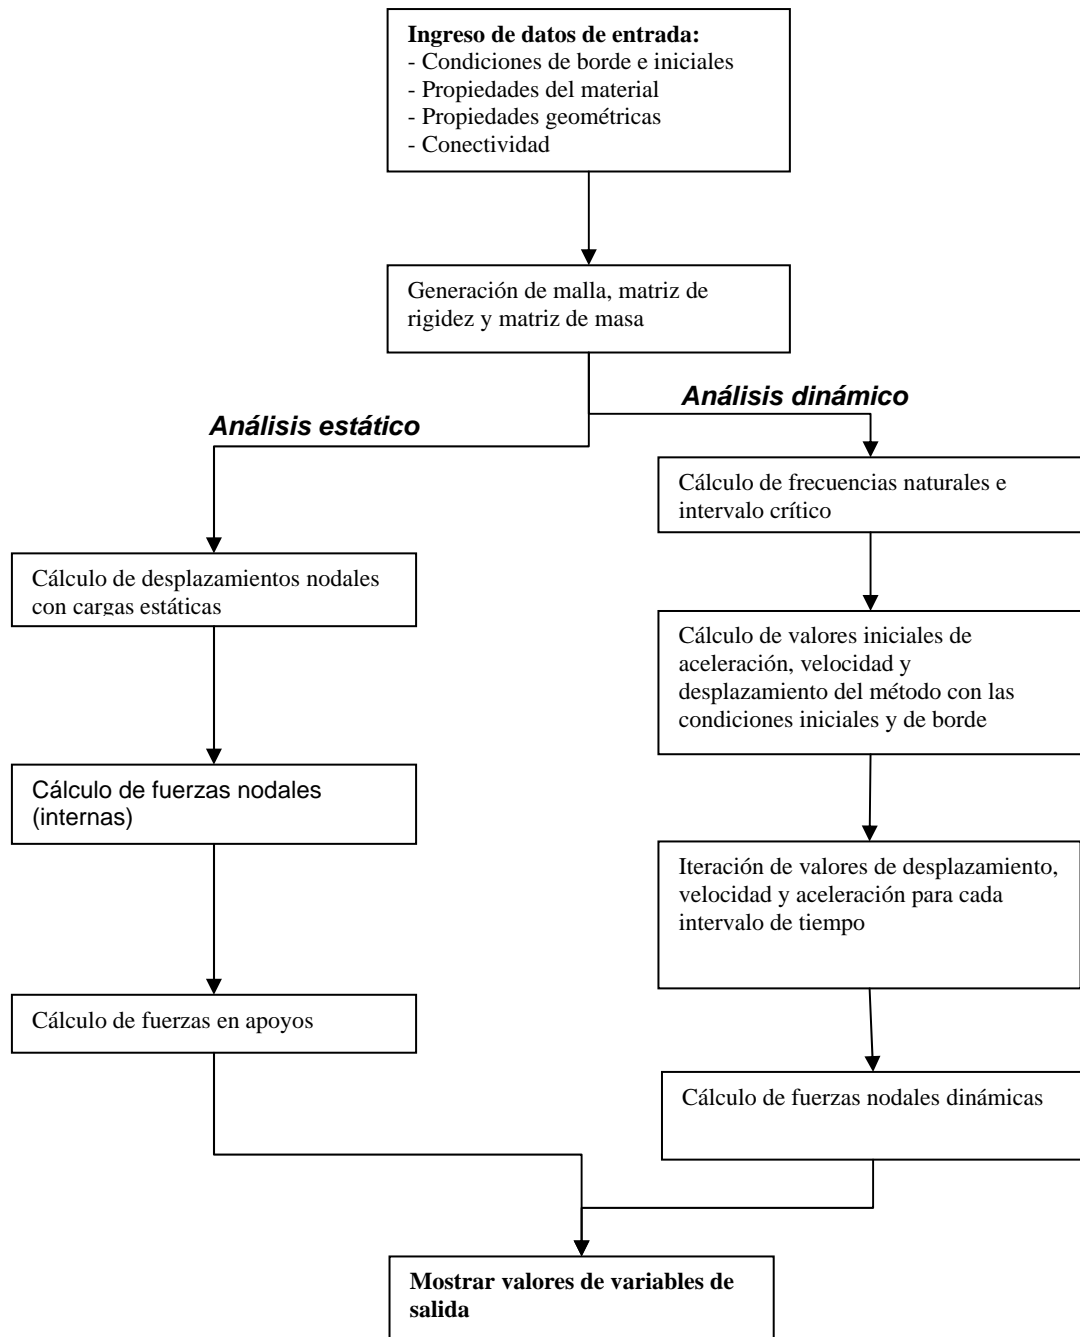 Ingreso de datos de entrada:
- Condiciones de borde e iniciales
- Propiedades del material
- Propiedades geométricas
- Conectividad
Generación de malla, matriz de
rigidez y matriz de masa
Análisis estático
Análisis dinámico
Cálculo de desplazamientos nodales
con cargas estáticas
Cálculo de fuerzas nodales
(internas)
Cálculo de fuerzas en apoyos
Cálculo de frecuencias naturales e
intervalo crítico
Cálculo de valores iniciales de
aceleración, velocidad y
desplazamiento del método con las
condiciones iniciales y de borde
Iteración de valores de desplazamiento,
velocidad y aceleración para cada
intervalo de tiempo
Cálculo de fuerzas nodales dinámicas
Mostrar valores de variables de
salida